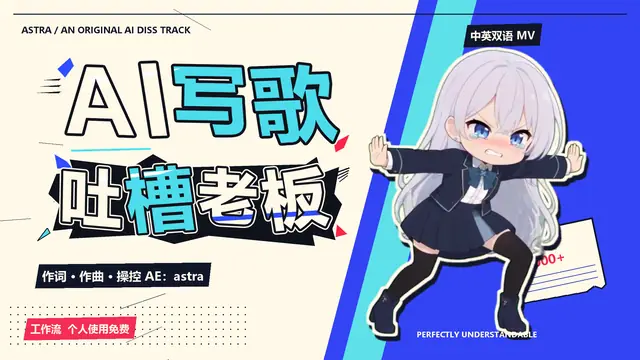 ASTRA / AN ORIGINAL AI DISS TRACK
中英双语 MV
AI写歌
吐槽老板
作词·作曲·操控 AE：astra
工作流 个人使用免费
PERFECTLY UNDERSTANDABLE